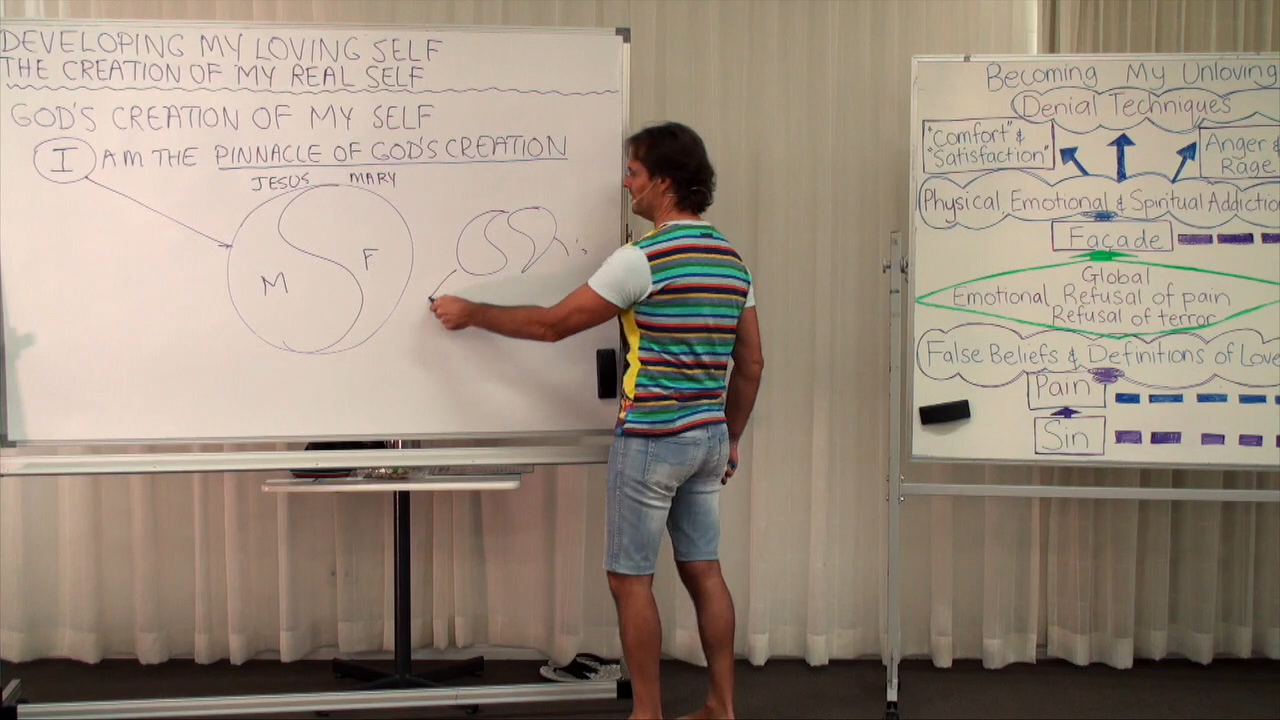 DEVELOPING MY LOVING SELF
THE CREATION OF MY REAL SELF
GOD'S CREATION OF MY SELF
I AM THE PINNACLE OF GOD'S CREATION
JESUS MARY
M
F
Becoming My Unloving
Denial Techniques
"Comfort" &
"Satisfaction"
Anger &
Rage
Physical, Emotional & Spiritual Addictio
Façade
Global
Emotional Refusal of pain
Refusal of terror
False Beliefs & Definitions of Love
Pain
Sin